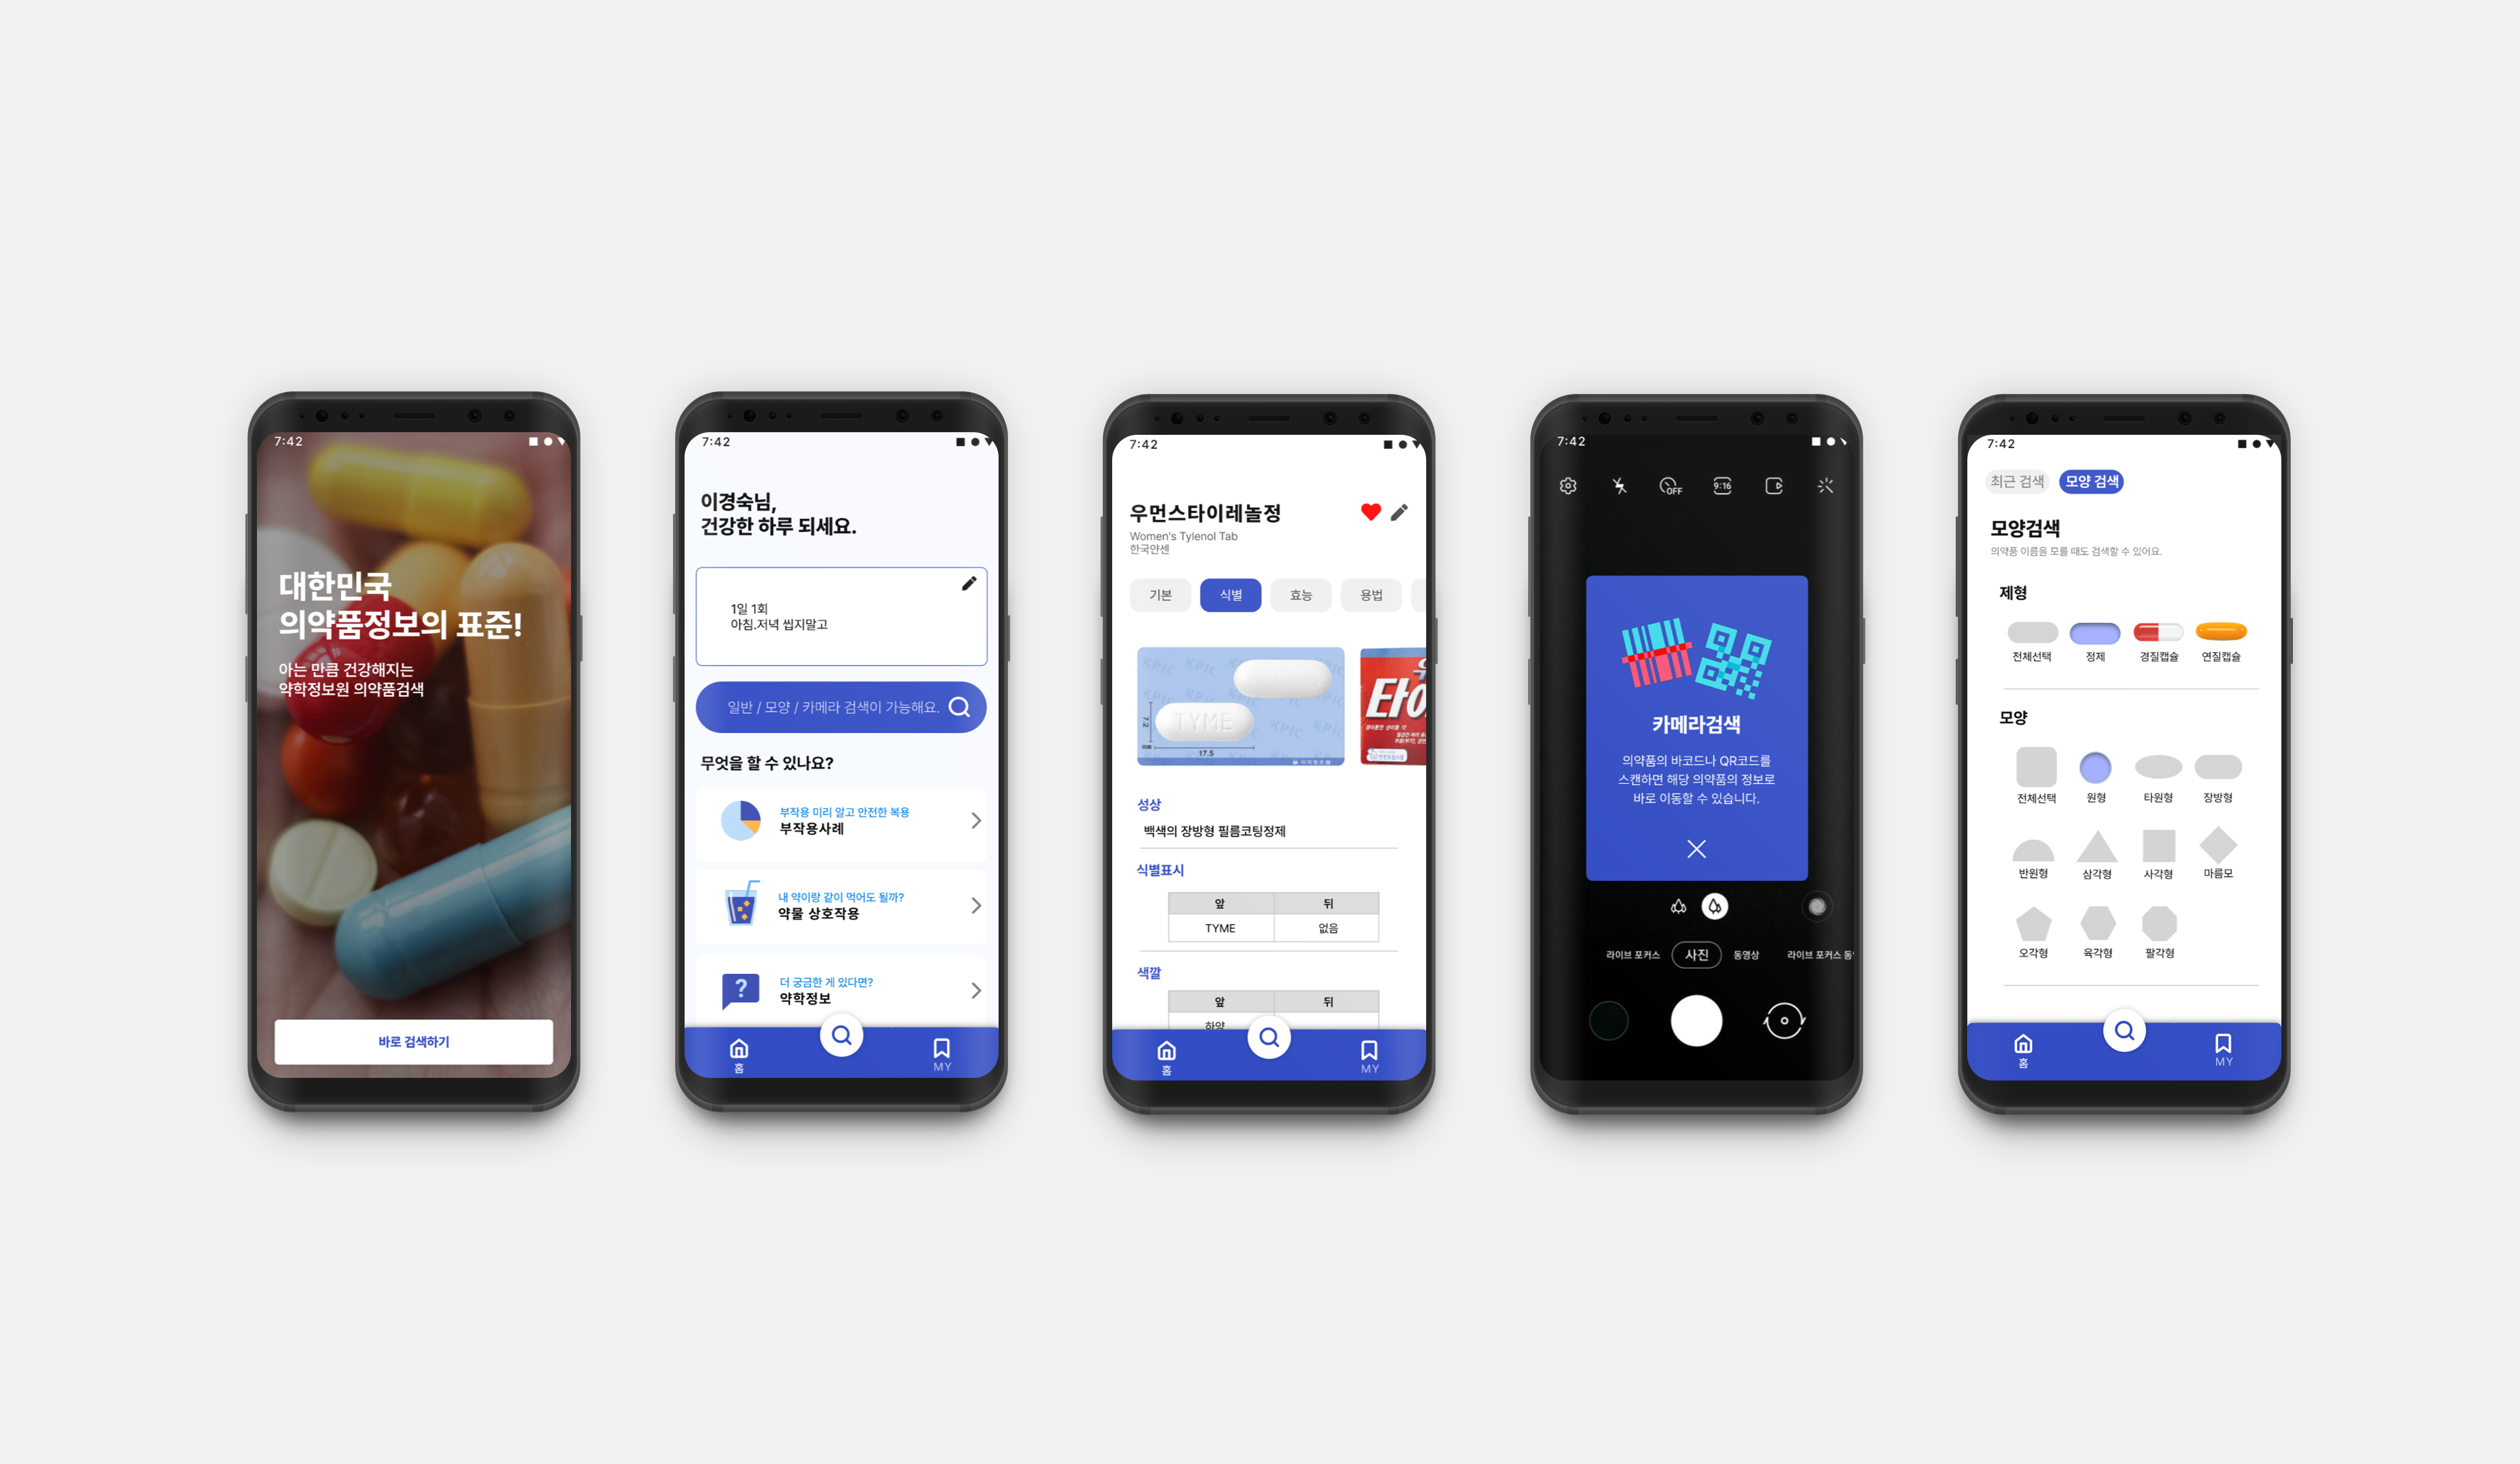 7:42
대한민국
의약품정보의 표준!
아는 만큼 건강해지는
약학정보원 의약품검색
바로 검색하기
7:42
이경숙님,
건강한 하루 되세요.
1일 1회
아침.저녁 씹지말고
일반 / 모양 / 카메라 검색이 가능해요.
무엇을 할 수 있나요?
부작용 미리 알고 안전한 복용
부작용사례
내 약이랑 같이 먹어도 될까?
약물 상호작용
?
더 궁금한 게 있다면?
약학정보
홈
MY
7:42
우먼스타이레놀정
Women's Tylenol Tab
한국얀센
기본
식별
효능
용법
KPIC KPIC KPIC
TYME
KPIC KPIC
7.2
mm
17.5
타이
성상
백색의 장방형 필름코팅정제
식별표시
앞 뒤
TYME 없음
색깔
앞 뒤
하양
홈
MY
7:42
OFF
9:16
카메라검색
의약품의 바코드나 QR코드를
스캔하면 해당 의약품의 정보로
바로 이동할 수 있습니다.
라이브 포커스
사진
동영상
라이브 포커스 동
7:42
최근 검색
모양 검색
모양검색
의약품 이름을 모를 때도 검색할 수 있어요.
제형
전체선택 정제 경질캡슐 연질캡슐
모양
전체선택 원형 타원형 장방형
반원형 삼각형 사각형 마름모
오각형 육각형 팔각형
홈
MY